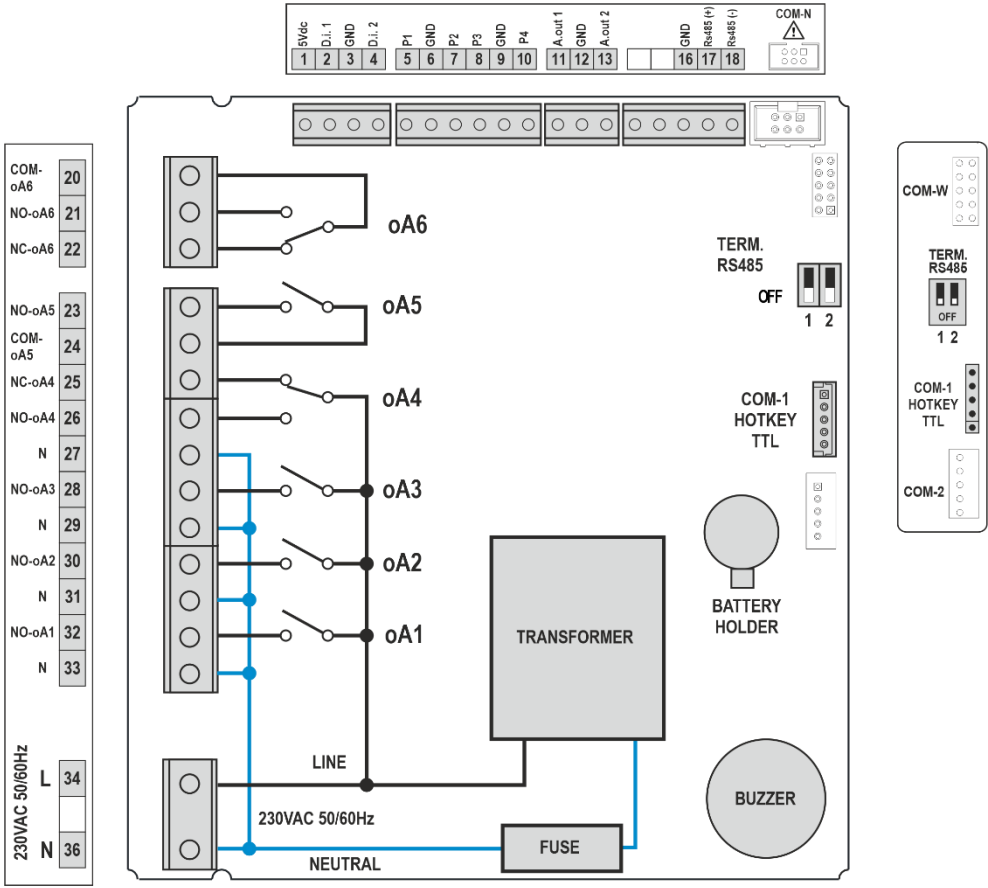 5Vdc D.i. 1 GND D.i. 2 P1 GND P2 P3 GND P4 A.out 1 GND A.out 2 GND Rs485 (+) Rs485 (-) COM-N
1 2 3 4 5 6 7 8 9 10 11 12 13 16 17 18
COM-
oA6 20
NO-oA6 21
NC-oA6 22
NO-oA5 23
COM-
oA5 24
NC-oA4 25
NO-oA4 26
N 27
NO-oA3 28
N 29
NO-oA2 30
N 31
NO-oA1 32
N 33
230VAC 50/60Hz
L 34
N 36
oA6
oA5
oA4
oA3
oA2
oA1
LINE
230VAC 50/60Hz
NEUTRAL
FUSE
TRANSFORMER
TERM.
RS485
OFF
1 2
COM-1
HOTKEY
TTL
BATTERY
HOLDER
BUZZER
COM-W
TERM.
RS485
OFF
1 2
COM-1
HOTKEY
TTL
COM-2